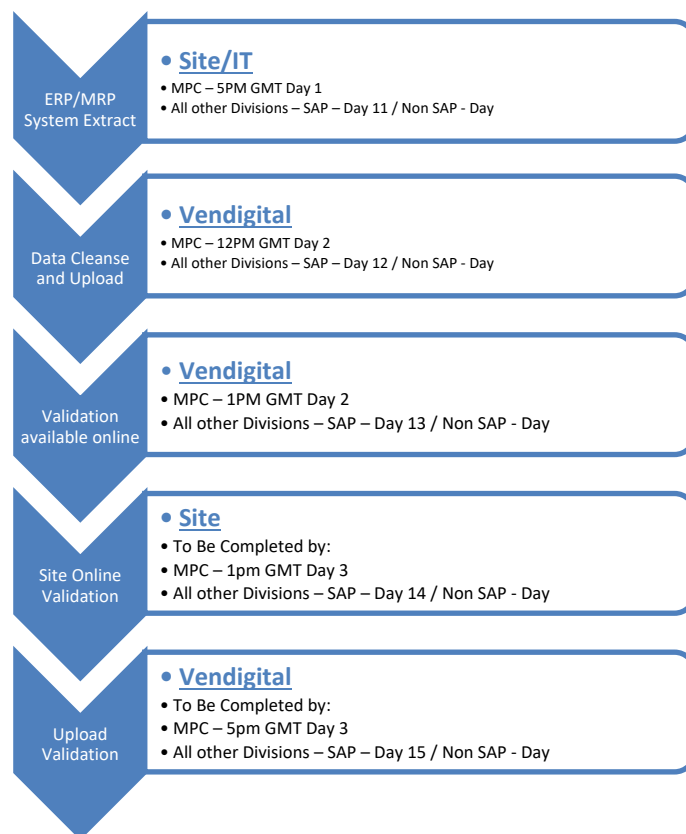 ERP/MRP
System Extract
• Site/IT
• MPC – 5PM GMT Day 1
• All other Divisions – SAP – Day 11 / Non SAP - Day
Data Cleanse
and Upload
• Vendigital
• MPC – 12PM GMT Day 2
• All other Divisions – SAP – Day 12 / Non SAP - Day
Validation
available online
• Vendigital
• MPC – 1PM GMT Day 2
• All other Divisions – SAP – Day 13 / Non SAP - Day
Site Online
Validation
• Site
• To Be Completed by:
• MPC – 1pm GMT Day 3
• All other Divisions – SAP – Day 14 / Non SAP - Day
Upload
Validation
• Vendigital
• To Be Completed by:
• MPC – 5pm GMT Day 3
• All other Divisions – SAP – Day 15 / Non SAP - Day